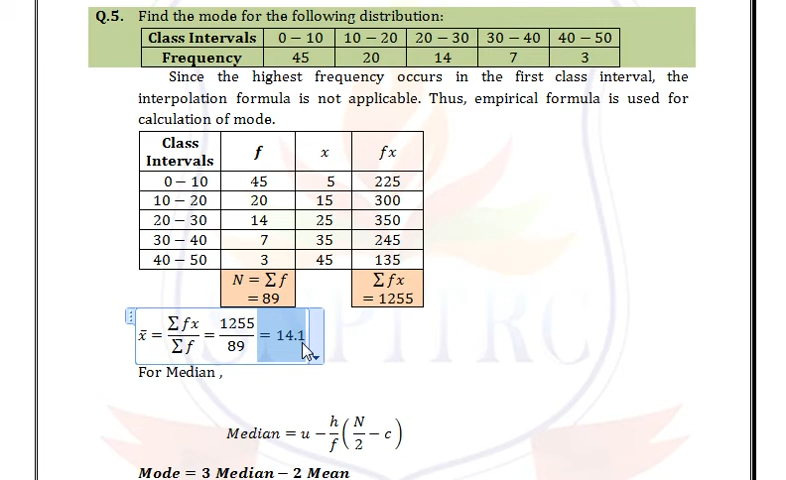 Q.5. Find the mode for the following distribution:
Class Intervals 0 – 10 10 – 20 20 – 30 30 – 40 40 – 50
Frequency 45 20 14 7 3
Since the highest frequency occurs in the first class interval, the
interpolation formula is not applicable. Thus, empirical formula is used for
calculation of mode.
Class Intervals f x fx
0 – 10 45 5 225
10 – 20 20 15 300
20 – 30 14 25 350
30 – 40 7 35 245
40 – 50 3 45 135
N = Σf = 89 Σfx = 1255
x̄ = Σfx / Σf = 1255 / 89 = 14.1
For Median ,
Median = u − h/f (N/2 − c)
Mode = 3 Median − 2 Mean